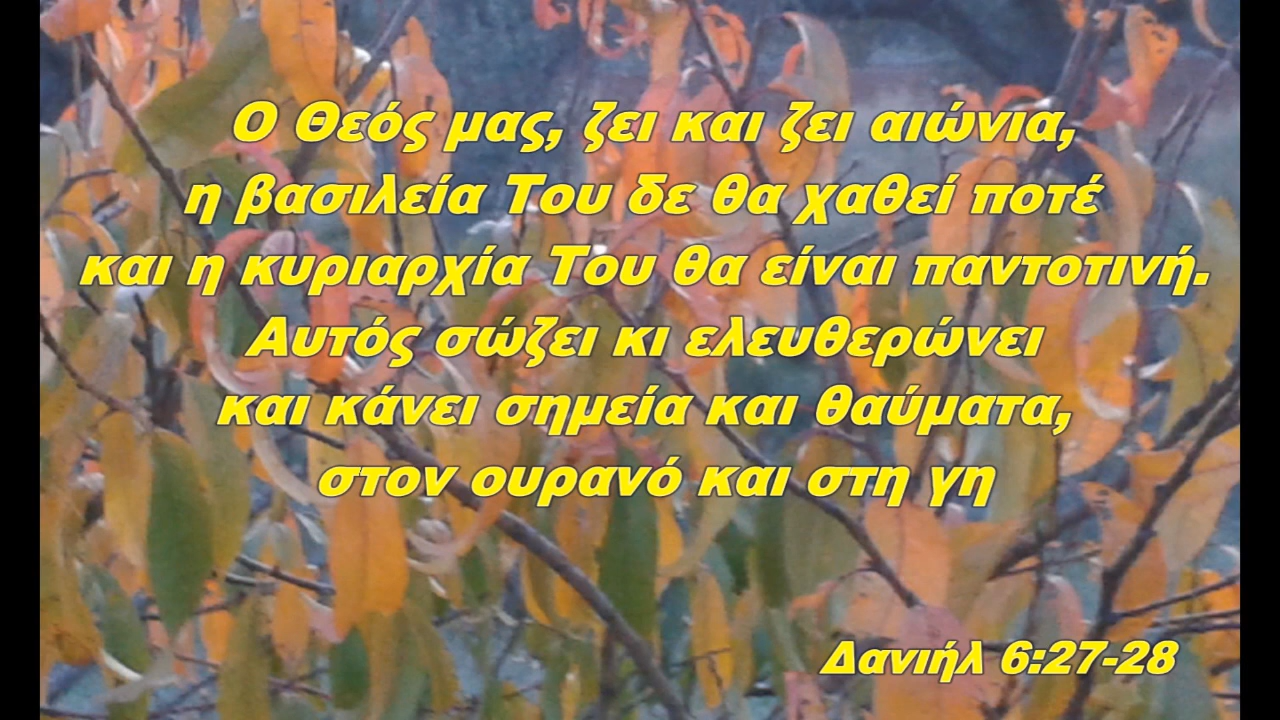 Ο Θεός μας, ζει και ζει αιώνια,
η βασιλεία Του δε θα χαθεί ποτέ
και η κυριαρχία Του θα είναι παντοτινή.
Αυτός σώζει κι ελευθερώνει
και κάνει σημεία και θαύματα,
στον ουρανό και στη γη
Δανιήλ 6:27-28